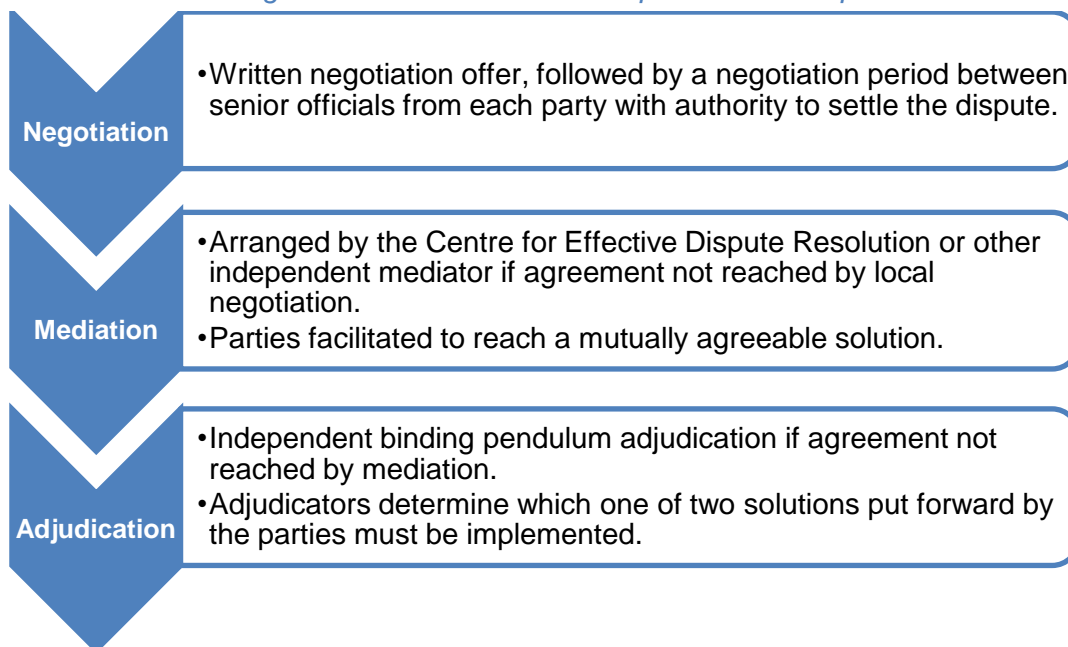 Negotiation
•Written negotiation offer, followed by a negotiation period between
senior officials from each party with authority to settle the dispute.
Mediation
•Arranged by the Centre for Effective Dispute Resolution or other
independent mediator if agreement not reached by local
negotiation.
•Parties facilitated to reach a mutually agreeable solution.
Adjudication
•Independent binding pendulum adjudication if agreement not
reached by mediation.
•Adjudicators determine which one of two solutions put forward by
the parties must be implemented.